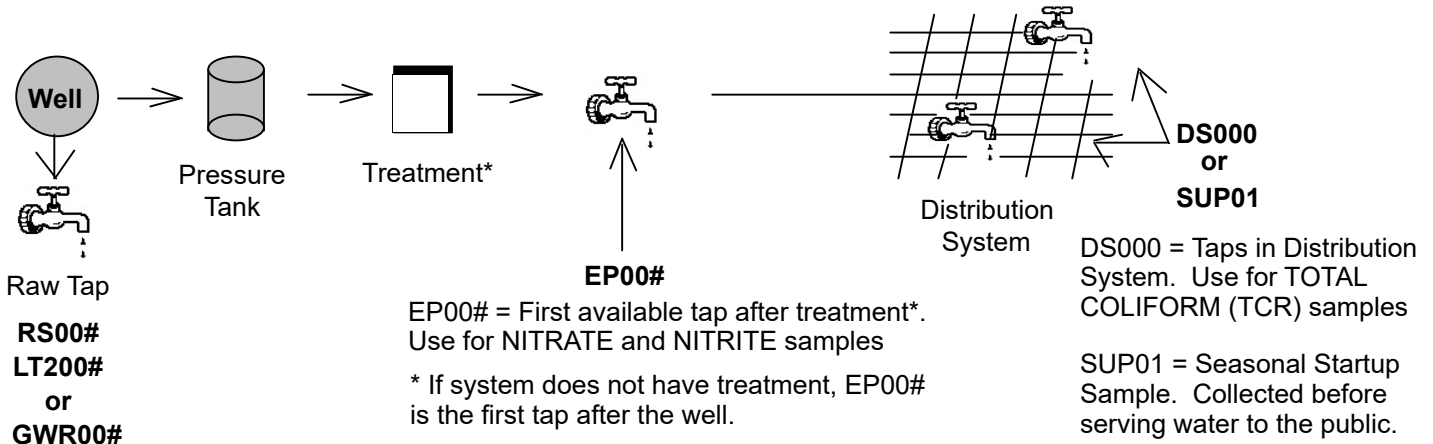 Well
Pressure
Tank
Treatment*
Raw Tap
RS00#
LT200#
or
GWR00#
EP00#
EP00# = First available tap after treatment*.
Use for NITRATE and NITRITE samples
* If system does not have treatment, EP00#
is the first tap after the well.
Distribution
System
DS000
or
SUP01
DS000 = Taps in Distribution
System. Use for TOTAL
COLIFORM (TCR) samples
SUP01 = Seasonal Startup
Sample. Collected before
serving water to the public.